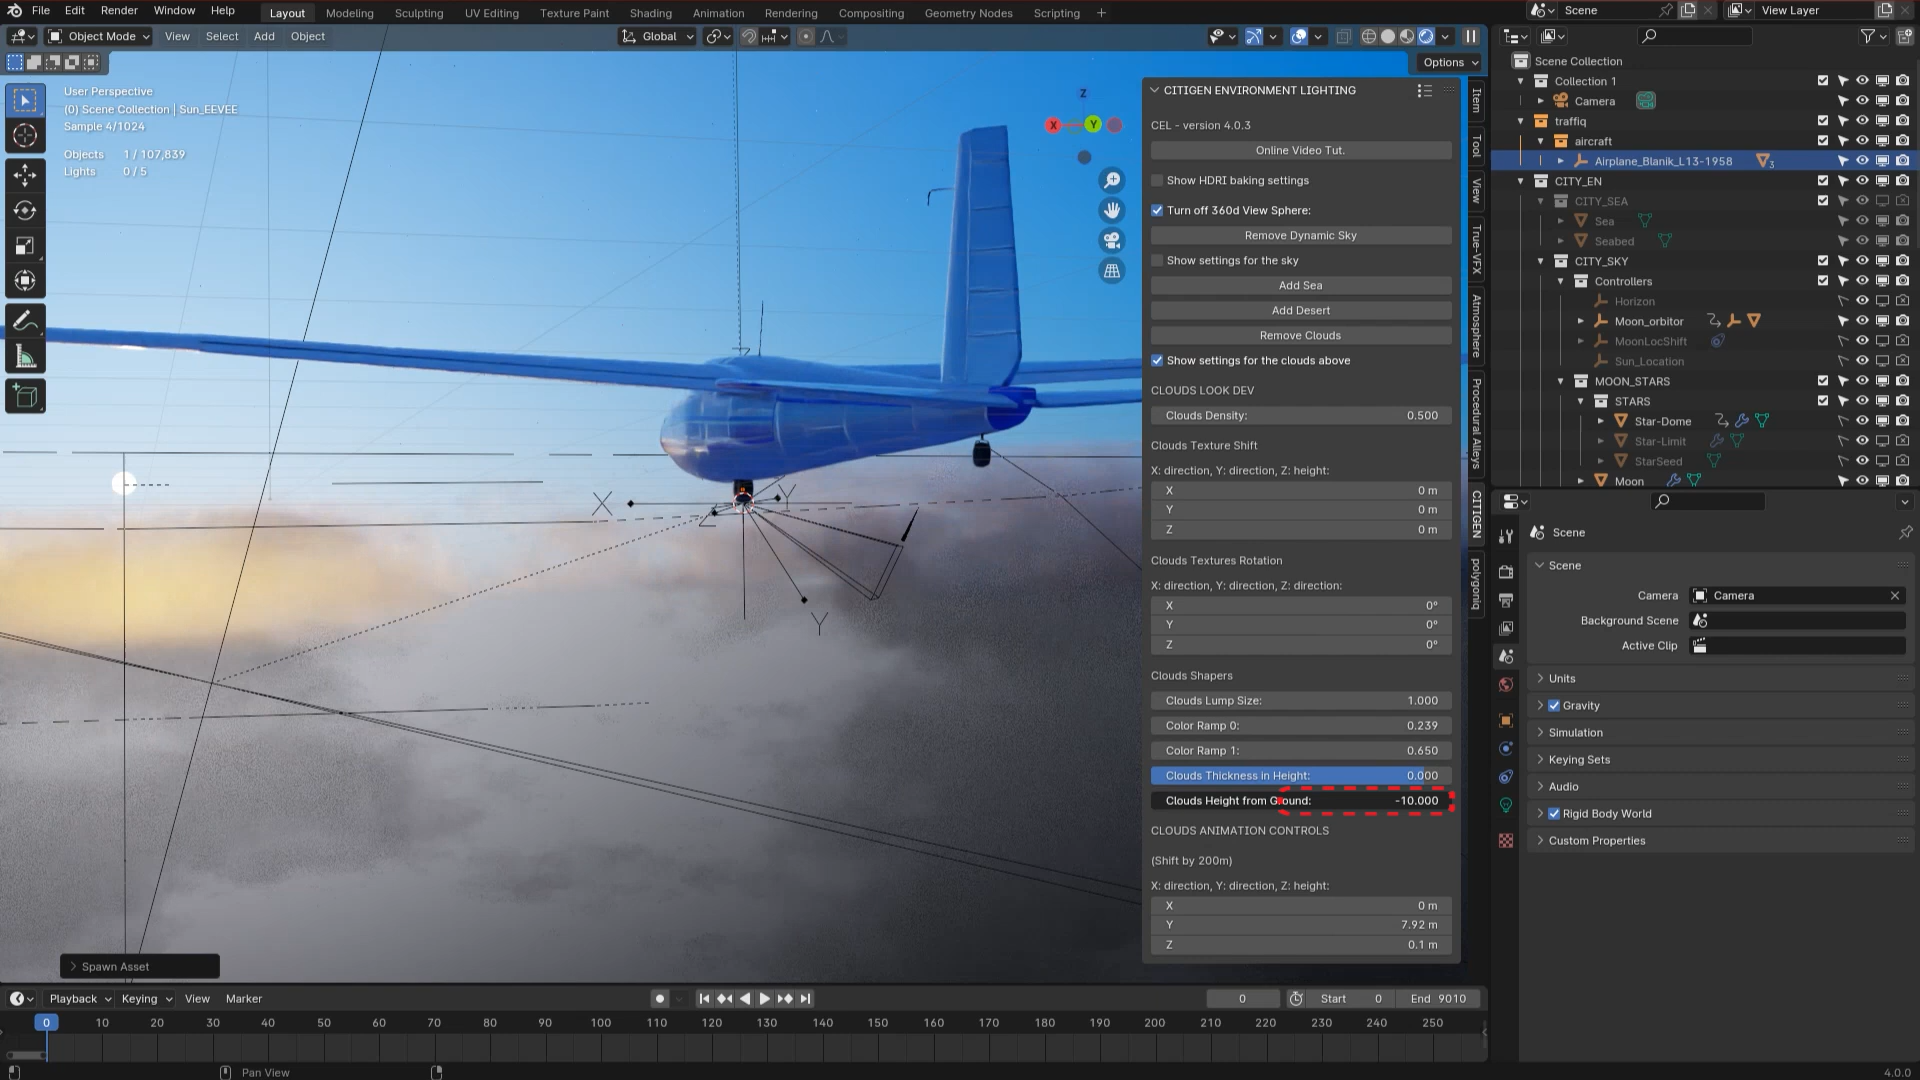 File Edit Render Window Help Layout Modeling Sculpting UV Editing Texture Paint Shading Animation Rendering Compositing Geometry Nodes Scripting + Scene View Layer
Object Mode View Select Add Object Global
Options
User Perspective
(0) Scene Collection | Sun_EEVEE
Sample 4/1024
Objects 1 / 107,839
Lights 0 / 5
Z
X
Y
X
Y
Z
Y
Spawn Asset
CITIGEN ENVIRONMENT LIGHTING
CEL - version 4.0.3
Online Video Tut.
Show HDRI baking settings
Turn off 360d View Sphere:
Remove Dynamic Sky
Show settings for the sky
Add Sea
Add Desert
Remove Clouds
Show settings for the clouds above
CLOUDS LOOK DEV
Clouds Density: 0.500
Clouds Texture Shift
X: direction, Y: direction, Z: height:
X 0 m
Y 0 m
Z 0 m
Clouds Textures Rotation
X: direction, Y: direction, Z: direction:
X 0°
Y 0°
Z 0°
Clouds Shapers
Clouds Lump Size: 1.000
Color Ramp 0: 0.239
Color Ramp 1: 0.650
Clouds Thickness in Height: 0.000
Clouds Height from Ground: -10.000
CLOUDS ANIMATION CONTROLS
(Shift by 200m)
X: direction, Y: direction, Z: height:
X 0 m
Y 7.92 m
Z 0.1 m
Item
Tool
View
True-VFX
Atmosphere
Procedural Alleys
CITIGEN
polygoniq
Scene Collection
Collection 1
Camera
traffiq
aircraft
Airplane_Blanik_L13-1958 3
CITY_EN
CITY_SEA
Sea
Seabed
CITY_SKY
Controllers
Horizon
Moon_orbitor
MoonLocShift
Sun_Location
MOON_STARS
STARS
Star-Dome
Star-Limit
StarSeed
Moon
Scene
Scene
Camera Camera
Background Scene
Active Clip
Units
Gravity
Simulation
Keying Sets
Audio
Rigid Body World
Custom Properties
Playback Keying View Marker 0 Start 0 End 9010
0 10 20 30 40 50 60 70 80 90 100 110 120 130 140 150 160 170 180 190 200 210 220 230 240 250
Pan View 4.0.0